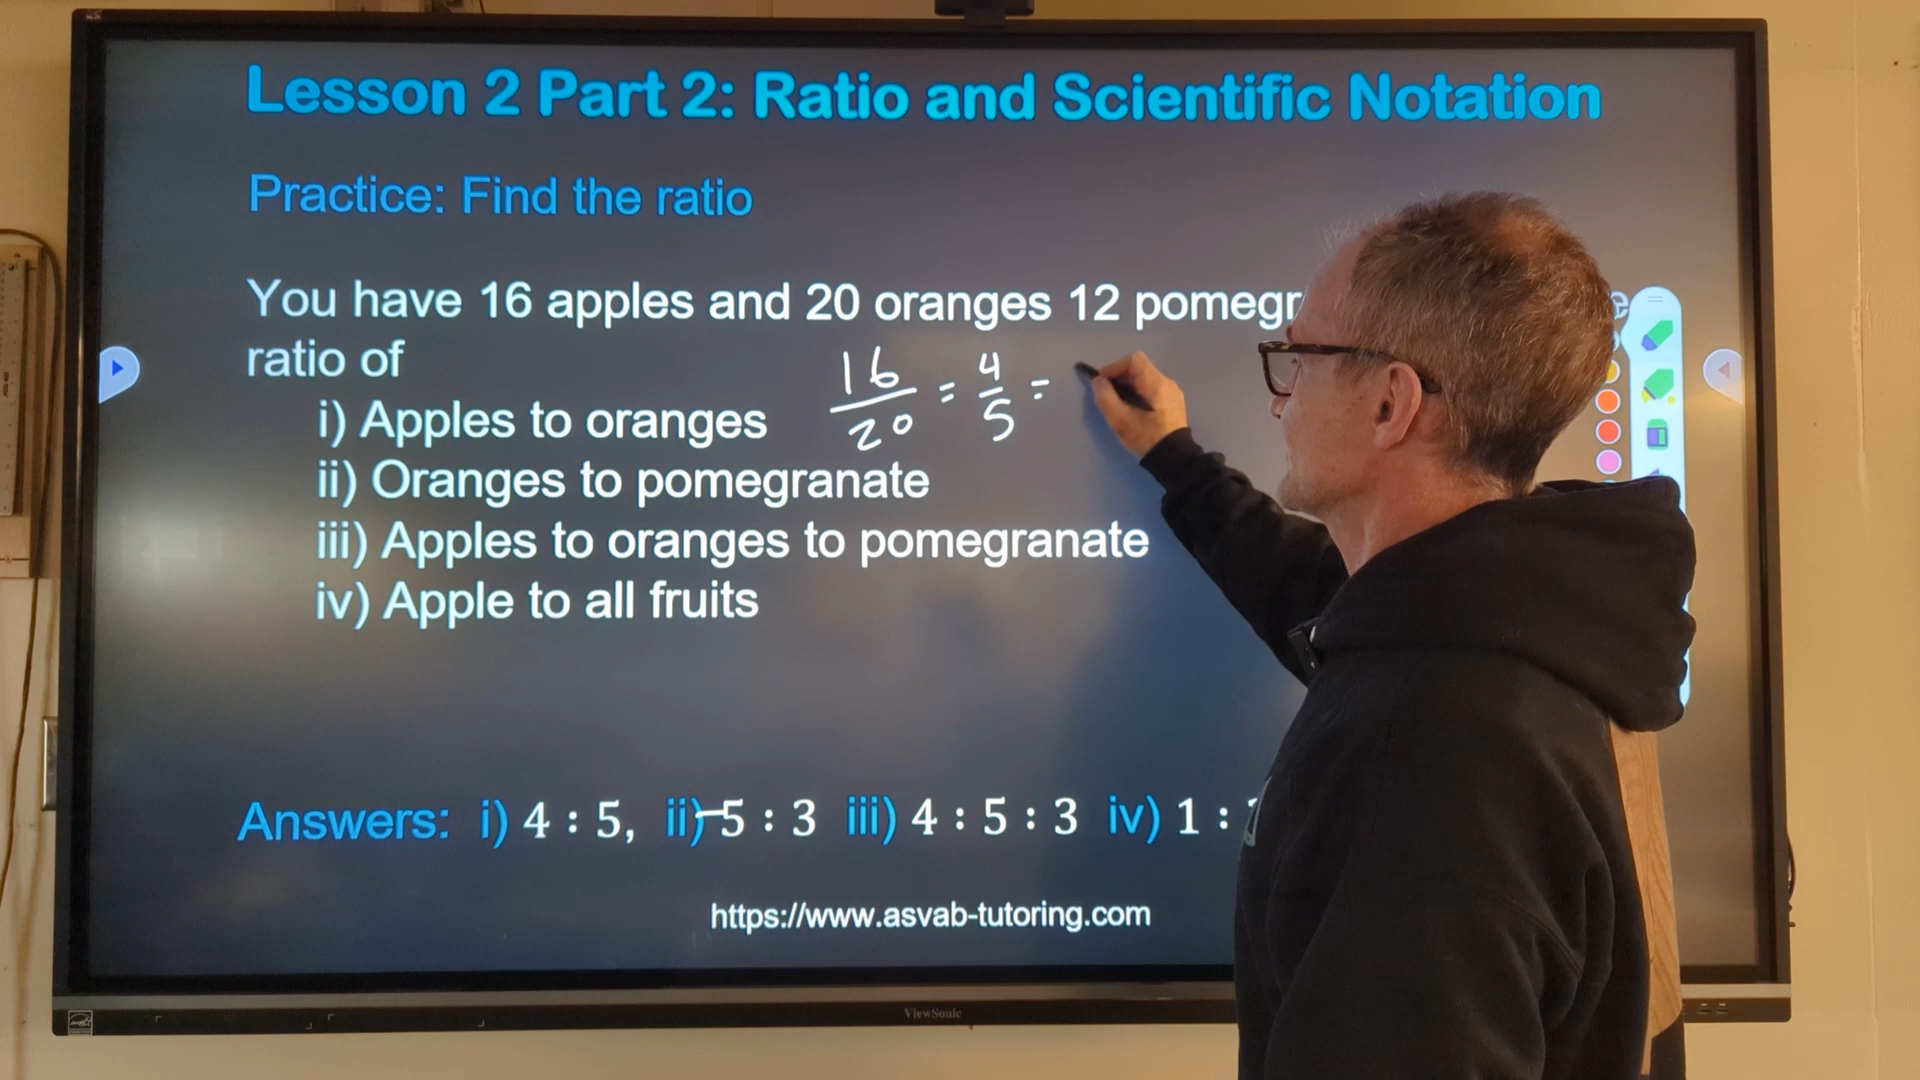 Lesson 2 Part 2: Ratio and Scientific Notation
Practice: Find the ratio
You have 16 apples and 20 oranges 12 pomegr
ratio of
16/20 = 4/5 =
i) Apples to oranges
ii) Oranges to pomegranate
iii) Apples to oranges to pomegranate
iv) Apple to all fruits
Answers: i) 4 : 5, ii) 5 : 3 iii) 4 : 5 : 3 iv) 1 :
https://www.asvab-tutoring.com
ViewSonic